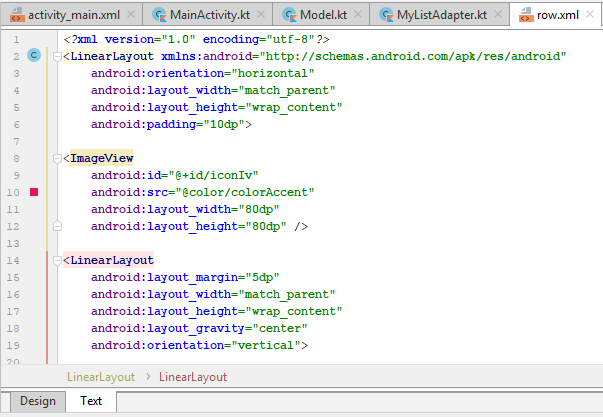 activity_main.xml MainActivity.kt Model.kt MyListAdapter.kt row.xml
1 <?xml version="1.0" encoding="utf-8"?>
2 C <LinearLayout xmlns:android="http://schemas.android.com/apk/res/android"
3 android:orientation="horizontal"
4 android:layout_width="match_parent"
5 android:layout_height="wrap_content"
6 android:padding="10dp">
7
8 <ImageView
9 android:id="@+id/iconIv"
10 android:src="@color/colorAccent"
11 android:layout_width="80dp"
12 android:layout_height="80dp" />
13
14 <LinearLayout
15 android:layout_margin="5dp"
16 android:layout_width="match_parent"
17 android:layout_height="wrap_content"
18 android:layout_gravity="center"
19 android:orientation="vertical">
20
LinearLayout › LinearLayout
Design Text